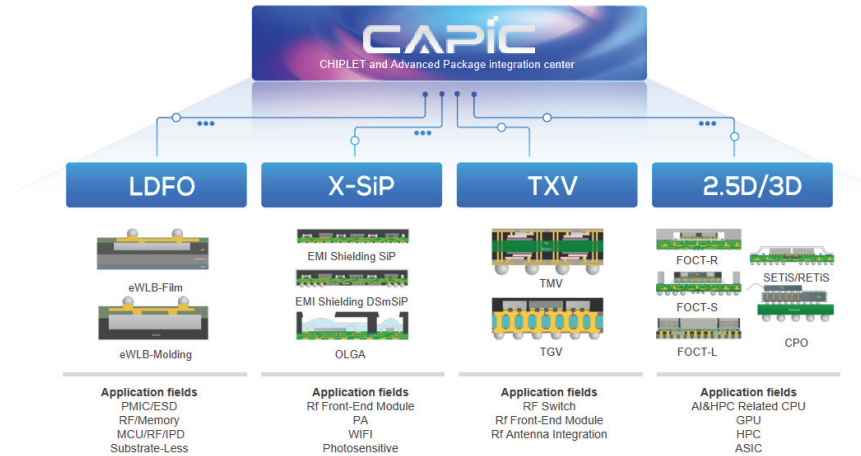 CAPiC
CHIPLET and Advanced Package integration center
LDFO
X-SiP
TXV
2.5D/3D
eWLB-Film
eWLB-Molding
EMI Shielding SiP
EMI Shielding DSmSiP
OLGA
TMV
TGV
FOCT-R
SETiS/RETiS
FOCT-S
FOCT-L
CPO
Application fields
PMIC/ESD
RF/Memory
MCU/RF/IPD
Substrate-Less
Application fields
Rf Front-End Module
PA
WIFI
Photosensitive
Application fields
RF Switch
Rf Front-End Module
Rf Antenna Integration
Application fields
AI&HPC Related CPU
GPU
HPC
ASIC